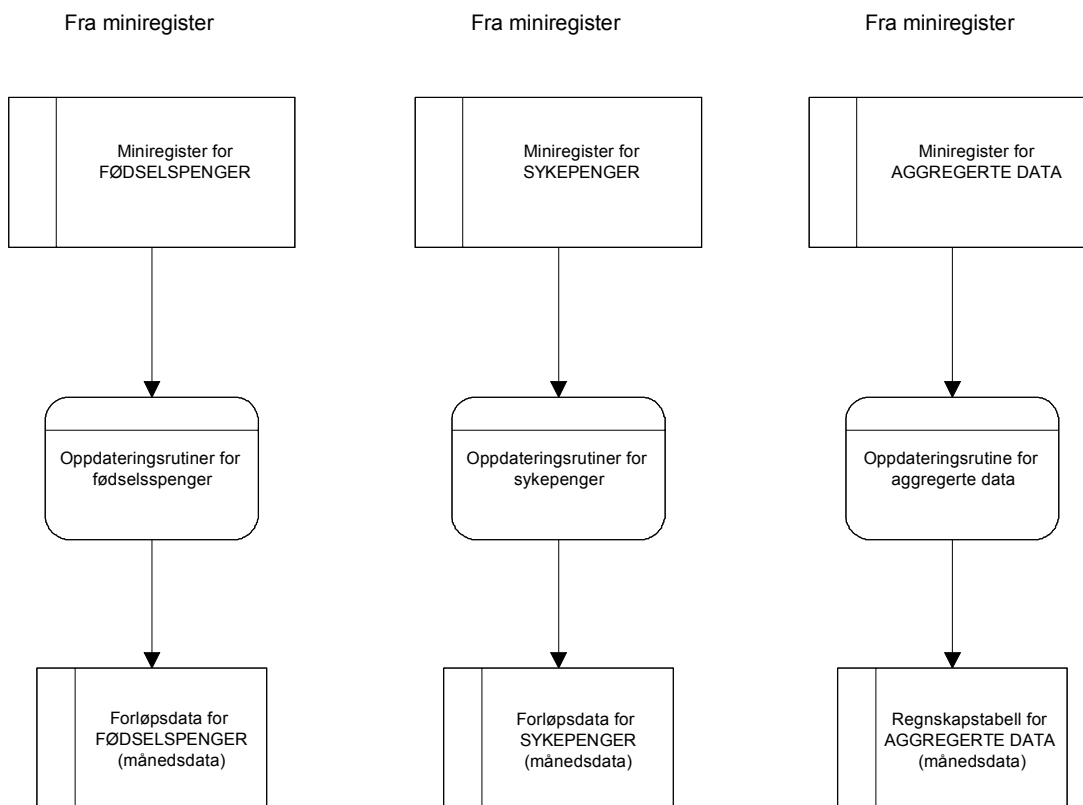 Fra miniregister
Fra miniregister
Fra miniregister
Miniregister for
FØDSELSPENGER
Miniregister for
SYKEPENGER
Miniregister for
AGGREGERTE DATA
Oppdateringsrutiner for
fødselsspenger
Oppdateringsrutiner for
sykepenger
Oppdateringsrutine for
aggregerte data
Forløpsdata for
FØDSELSPENGER
(månedsdata)
Forløpsdata for
SYKEPENGER
(månedsdata)
Regnskapstabell for
AGGREGERTE DATA
(månedsdata)